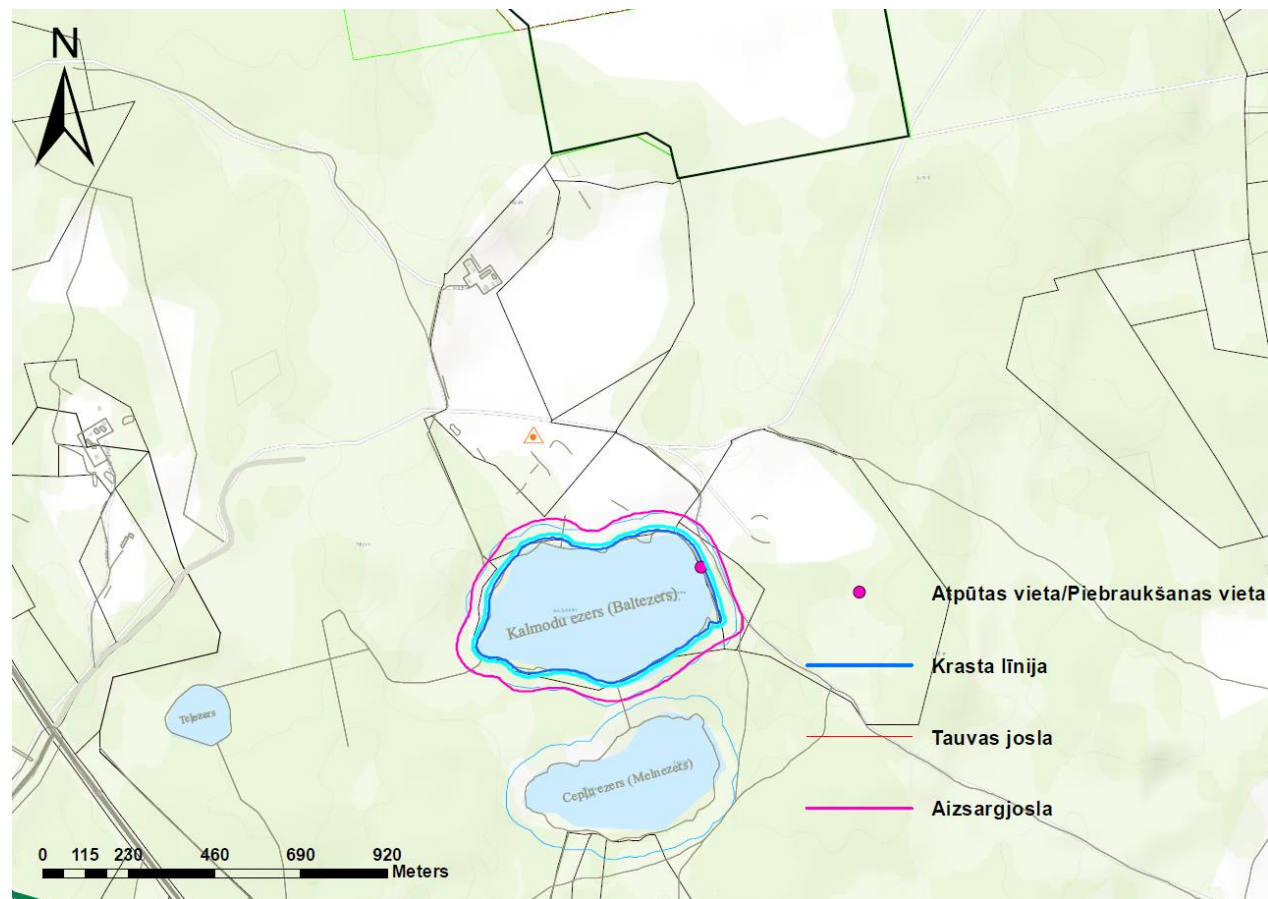 N
Kalmodu ezers (Baltezers)
Atpūtas vieta/Piebraukšanas vieta
Krasta līnija
Teļezers
Tauvas josla
Cepļu ezers (Melnezers)
Aizsargjosla
0 115 230 460 690 920
Meters